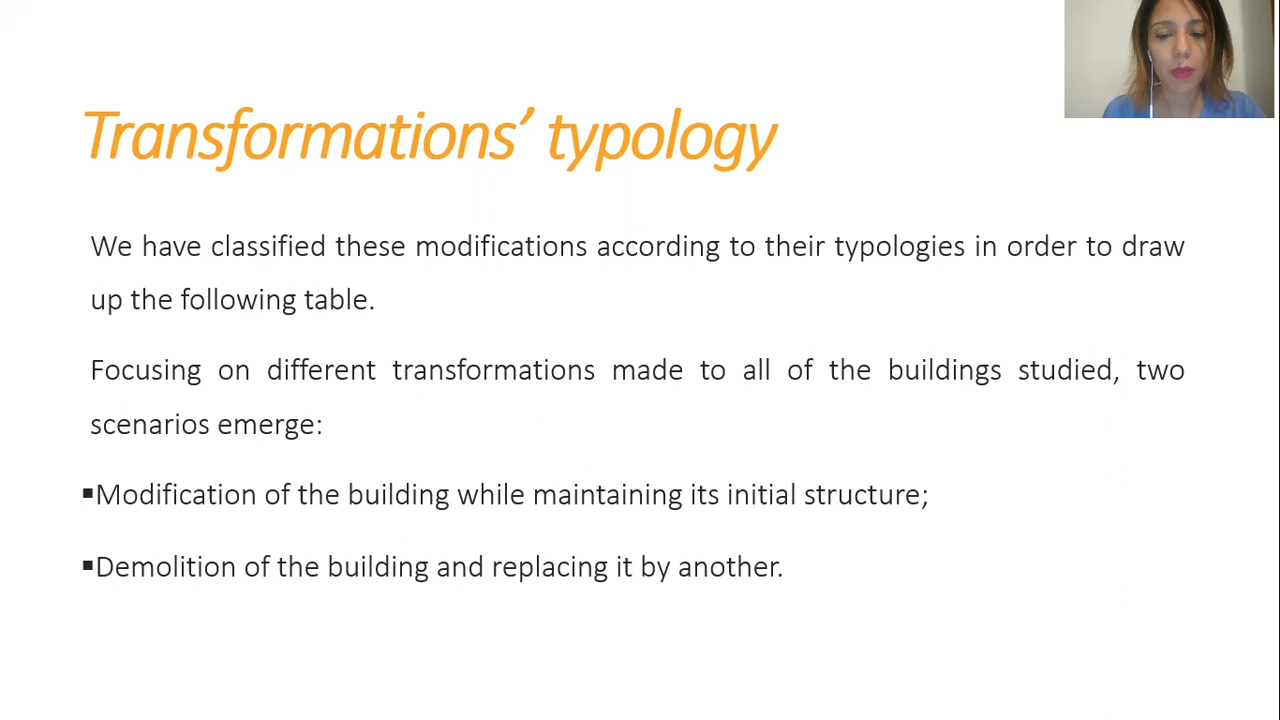 Transformations’ typology
We have classified these modifications according to their typologies in order to draw
up the following table.
Focusing on different transformations made to all of the buildings studied, two
scenarios emerge:
▪Modification of the building while maintaining its initial structure;
▪Demolition of the building and replacing it by another.